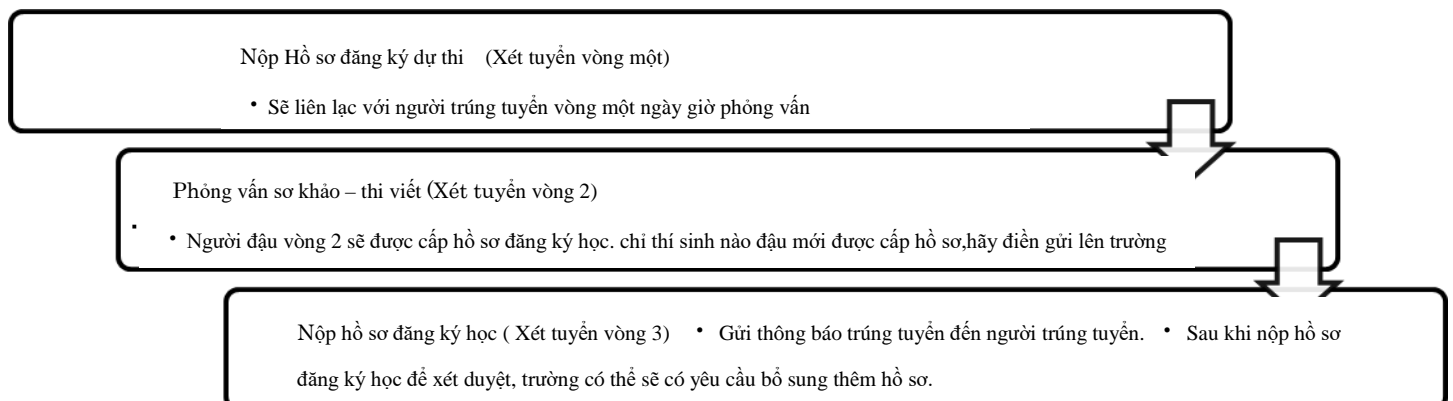 Nộp Hồ sơ đăng ký dự thi (Xét tuyển vòng một)
• Sẽ liên lạc với người trúng tuyển vòng một ngày giờ phỏng vấn
Phỏng vấn sơ khảo – thi viết (Xét tuyển vòng 2)
• Người đậu vòng 2 sẽ được cấp hồ sơ đăng ký học. chỉ thí sinh nào đậu mới được cấp hồ sơ,hãy điền gửi lên trường
Nộp hồ sơ đăng ký học ( Xét tuyển vòng 3) • Gửi thông báo trúng tuyển đến người trúng tuyển. • Sau khi nộp hồ sơ
đăng ký học để xét duyệt, trường có thể sẽ có yêu cầu bổ sung thêm hồ sơ.